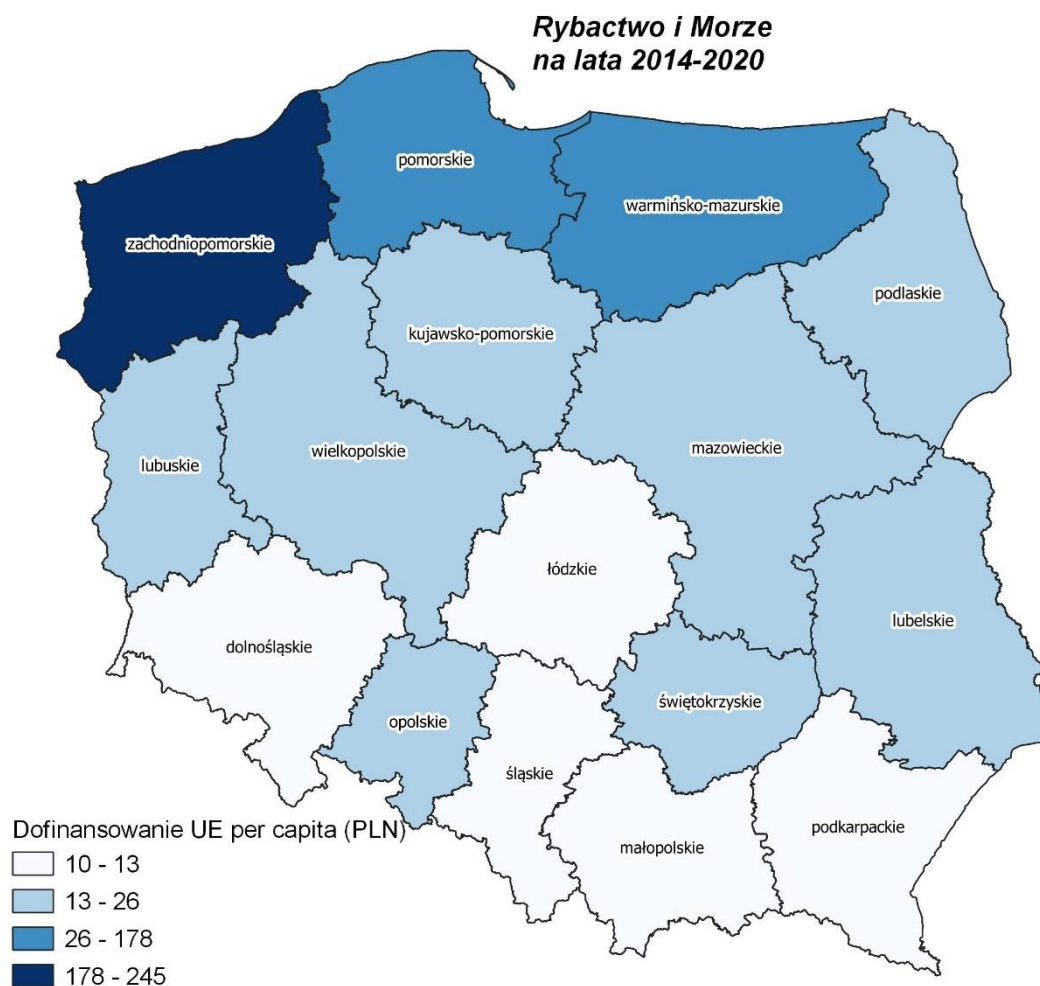 Rybactwo i Morze
na lata 2014-2020
pomorskie
warmińsko-mazurskie
zachodniopomorskie
podlaskie
kujawsko-pomorskie
mazowieckie
wielkopolskie
lubuskie
łódzkie
lubelskie
dolnośląskie
świętokrzyskie
opolskie
śląskie
podkarpackie
małopolskie
Dofinansowanie UE per capita (PLN)
10 - 13
13 - 26
26 - 178
178 - 245